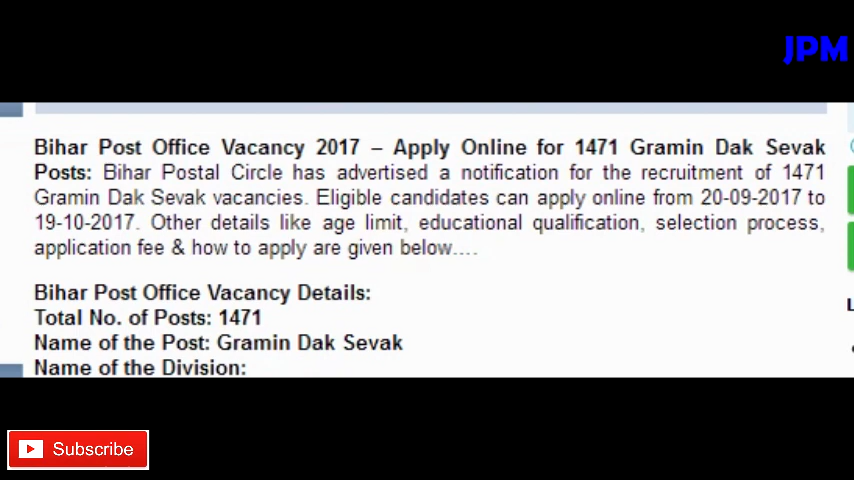 JPM
Bihar Post Office Vacancy 2017 – Apply Online for 1471 Gramin Dak Sevak
Posts: Bihar Postal Circle has advertised a notification for the recruitment of 1471
Gramin Dak Sevak vacancies. Eligible candidates can apply online from 20-09-2017 to
19-10-2017. Other details like age limit, educational qualification, selection process,
application fee & how to apply are given below....
Bihar Post Office Vacancy Details:
Total No. of Posts: 1471
Name of the Post: Gramin Dak Sevak
Name of the Division:
Subscribe